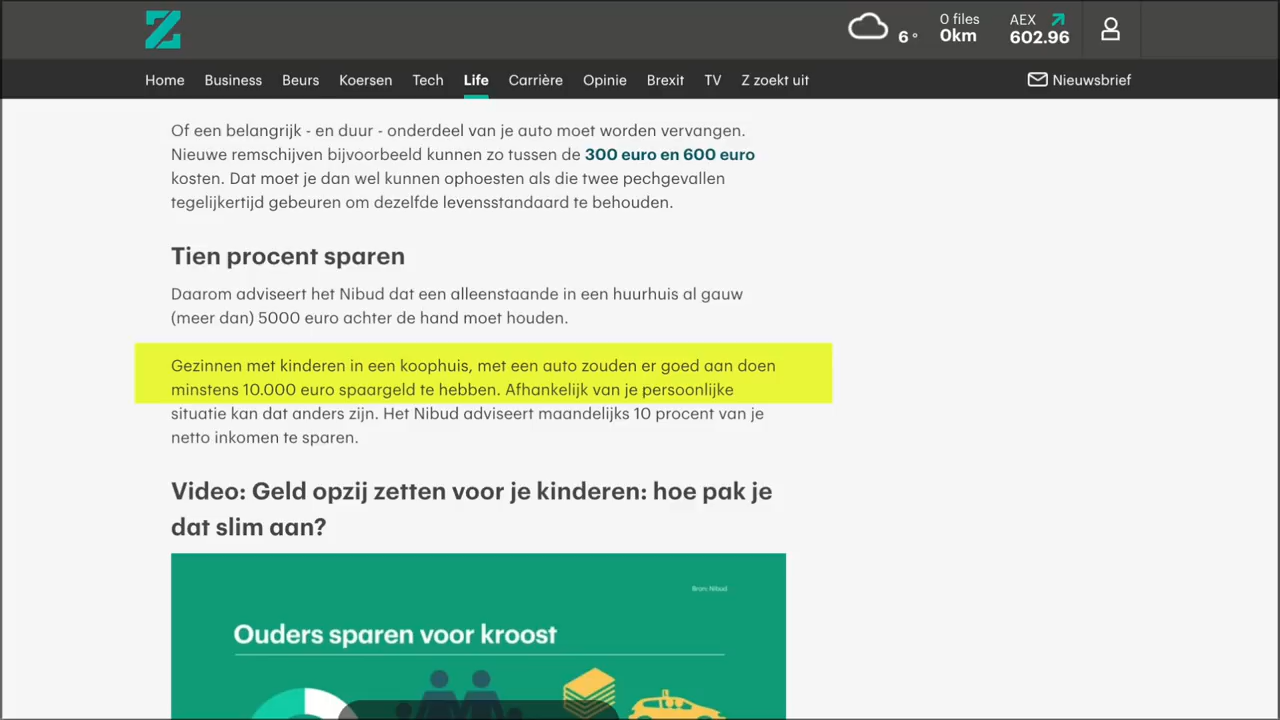 Z
6°
0 files
0km
AEX
602.96
Home Business Beurs Koersen Tech Life Carrière Opinie Brexit TV Z zoekt uit Nieuwsbrief
Of een belangrijk - en duur - onderdeel van je auto moet worden vervangen.
Nieuwe remschijven bijvoorbeeld kunnen zo tussen de 300 euro en 600 euro
kosten. Dat moet je dan wel kunnen ophoesten als die twee pechgevallen
tegelijkertijd gebeuren om dezelfde levensstandaard te behouden.
Tien procent sparen
Daarom adviseert het Nibud dat een alleenstaande in een huurhuis al gauw
(meer dan) 5000 euro achter de hand moet houden.
Gezinnen met kinderen in een koophuis, met een auto zouden er goed aan doen
minstens 10.000 euro spaargeld te hebben. Afhankelijk van je persoonlijke
situatie kan dat anders zijn. Het Nibud adviseert maandelijks 10 procent van je
netto inkomen te sparen.
Video: Geld opzij zetten voor je kinderen: hoe pak je
dat slim aan?
Bron: Nibud
Ouders sparen voor kroost